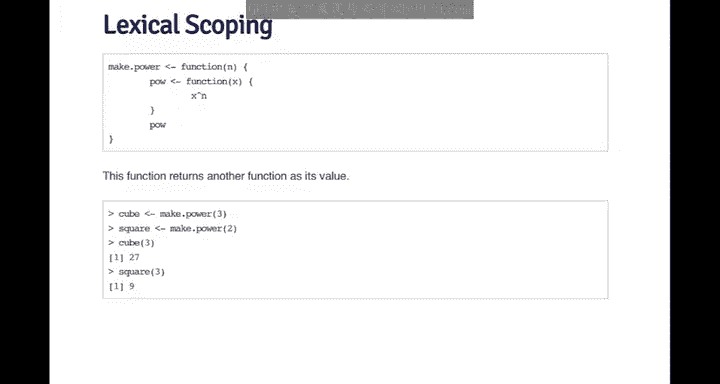 Lexical Scoping
make.power <- function(n) {
pow <- function(x) {
x^n
}
pow
}
This function returns another function as its value.
> cube <- make.power(3)
> square <- make.power(2)
> cube(3)
[1] 27
> square(3)
[1] 9